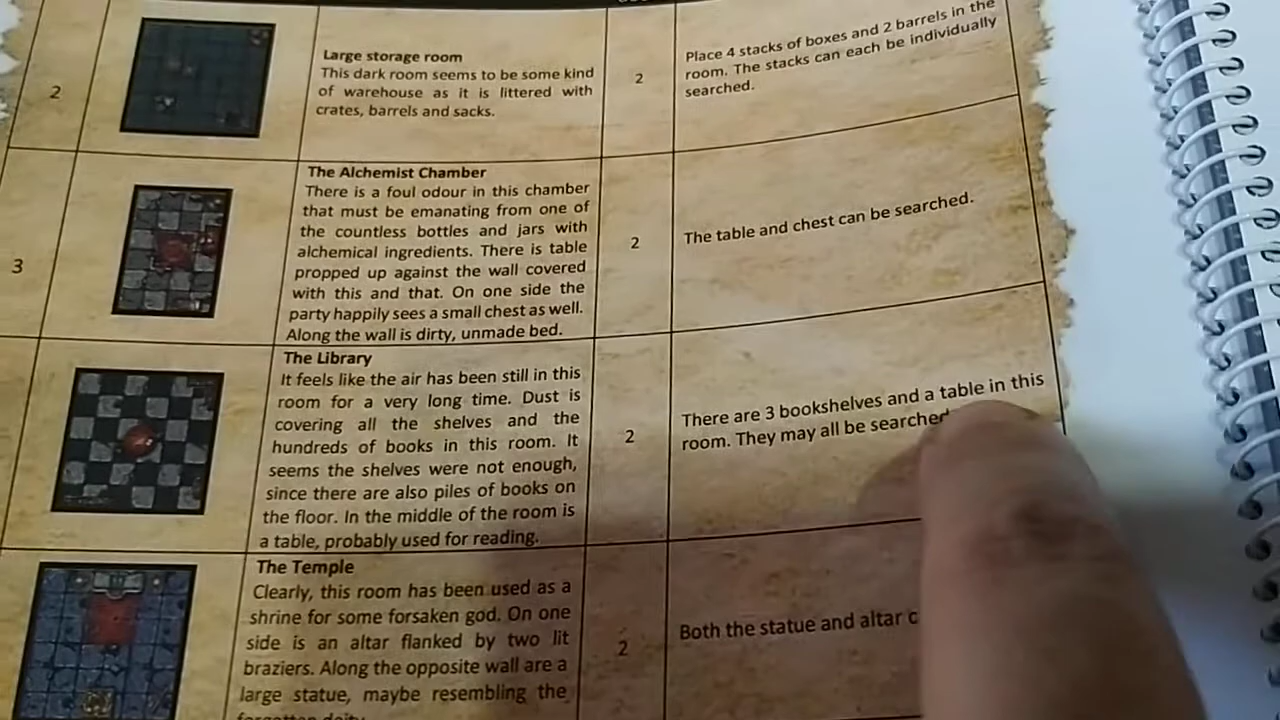 2
Large storage room
This dark room seems to be some kind
of warehouse as it is littered with
crates, barrels and sacks.
2
Place 4 stacks of boxes and 2 barrels in the
room. The stacks can each be individually
searched.
3
The Alchemist Chamber
There is a foul odour in this chamber
that must be emanating from one of
the countless bottles and jars with
alchemical ingredients. There is table
propped up against the wall covered
with this and that. On one side the
party happily sees a small chest as well.
Along the wall is dirty, unmade bed.
2
The table and chest can be searched.
The Library
It feels like the air has been still in this
room for a very long time. Dust is
covering all the shelves and the
hundreds of books in this room. It
seems the shelves were not enough,
since there are also piles of books on
the floor. In the middle of the room is
a table, probably used for reading.
2
There are 3 bookshelves and a table in this
room. They may all be searched
The Temple
Clearly, this room has been used as a
shrine for some forsaken god. On one
side is an altar flanked by two lit
braziers. Along the opposite wall are a
large statue, maybe resembling the
2
Both the statue and altar